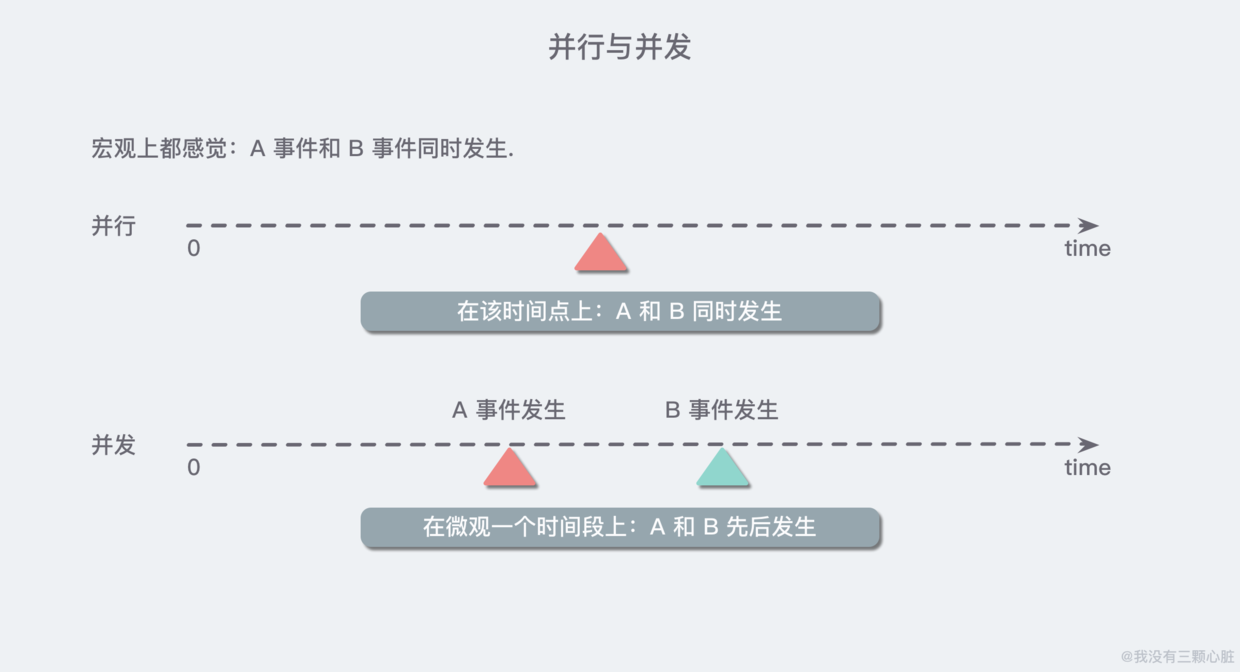 并行与并发
宏观上都感觉：A 事件和 B 事件同时发生.
并行
0
time
在该时间点上：A 和 B 同时发生
A 事件发生
B 事件发生
并发
0
time
在微观一个时间段上：A 和 B 先后发生
@我没有三颗心脏